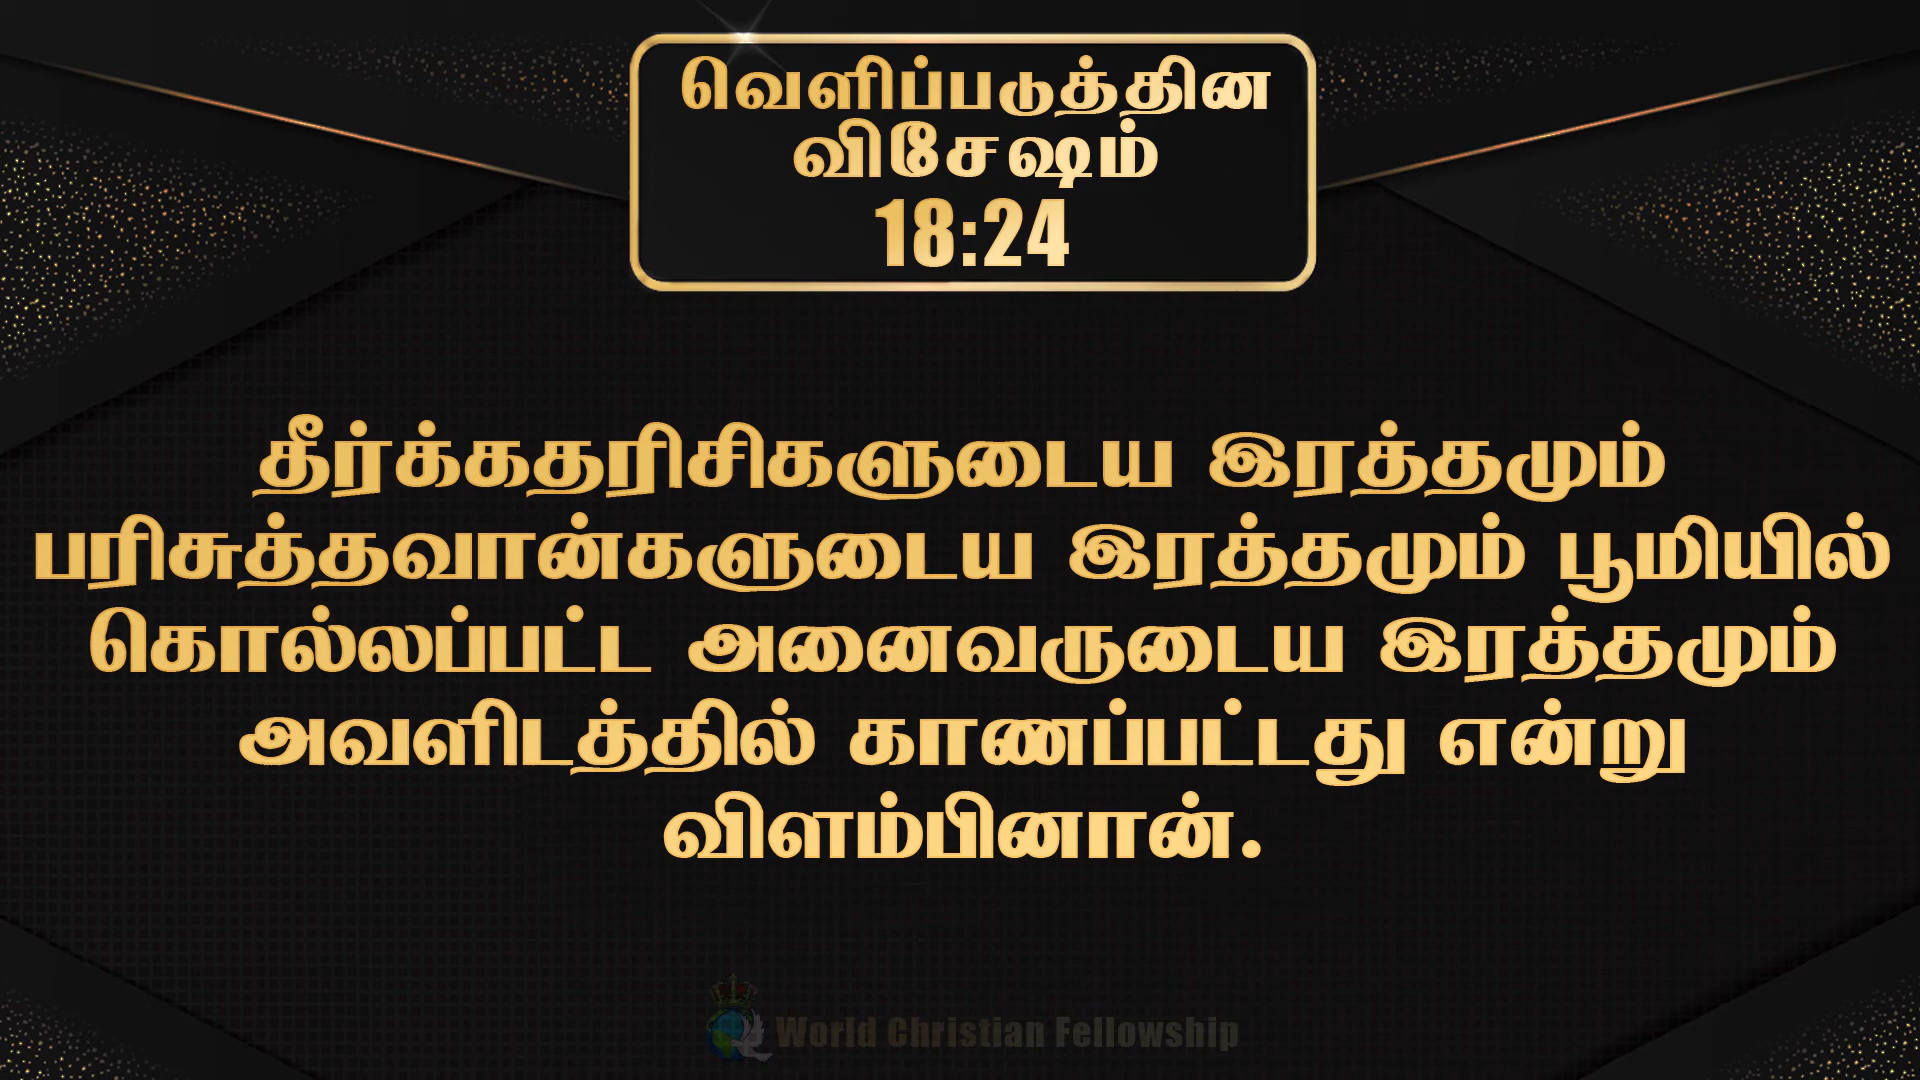 வெளிப்படுத்தின
விசேஷம்
18:24
தீர்க்கதரிசிகளுடைய இரத்தமும்
பரிசுத்தவான்களுடைய இரத்தமும் பூமியில்
கொல்லப்பட்ட அனைவருடைய இரத்தமும்
அவளிடத்தில் காணப்பட்டது என்று
விளம்பினான்.
World Christian Fellowship